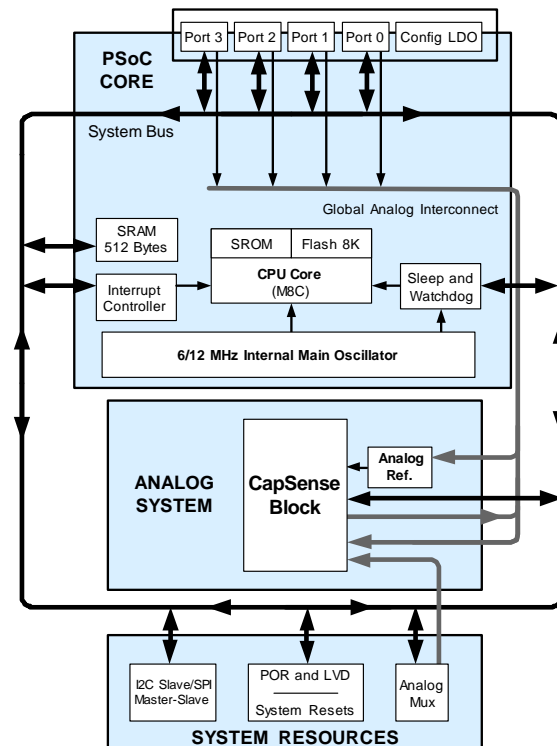 Port 3
Port 2
Port 1
Port 0
Config LDO
PSoC
CORE
System Bus
Global Analog Interconnect
SRAM
512 Bytes
SROM
Flash 8K
CPU Core
(M8C)
Interrupt
Controller
Sleep and
Watchdog
6/12 MHz Internal Main Oscillator
ANALOG
SYSTEM
CapSense
Block
Analog
Ref.
I2C Slave/SPI
Master-Slave
POR and LVD
System Resets
Analog
Mux
SYSTEM RESOURCES